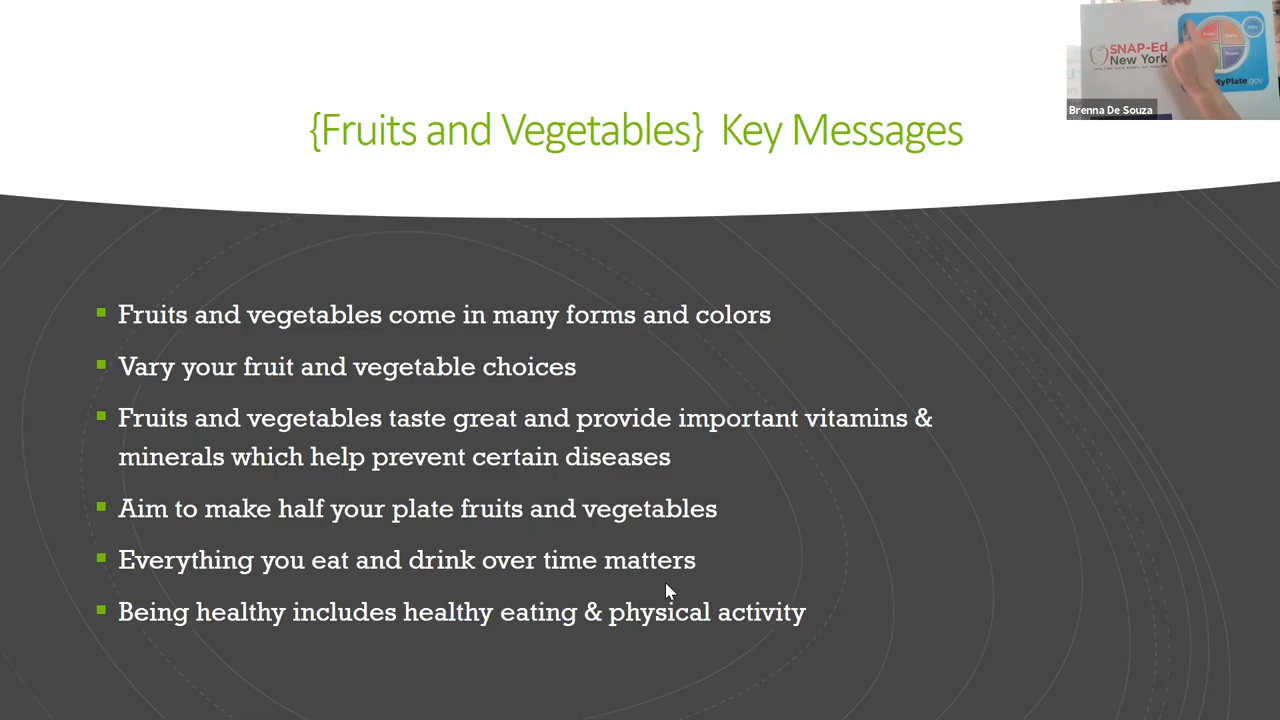 {Fruits and Vegetables} Key Messages
SNAP-Ed
New York
MyPlate.gov
Brenna De Souza
Fruits and vegetables come in many forms and colors
Vary your fruit and vegetable choices
Fruits and vegetables taste great and provide important vitamins &
minerals which help prevent certain diseases
Aim to make half your plate fruits and vegetables
Everything you eat and drink over time matters
Being healthy includes healthy eating & physical activity